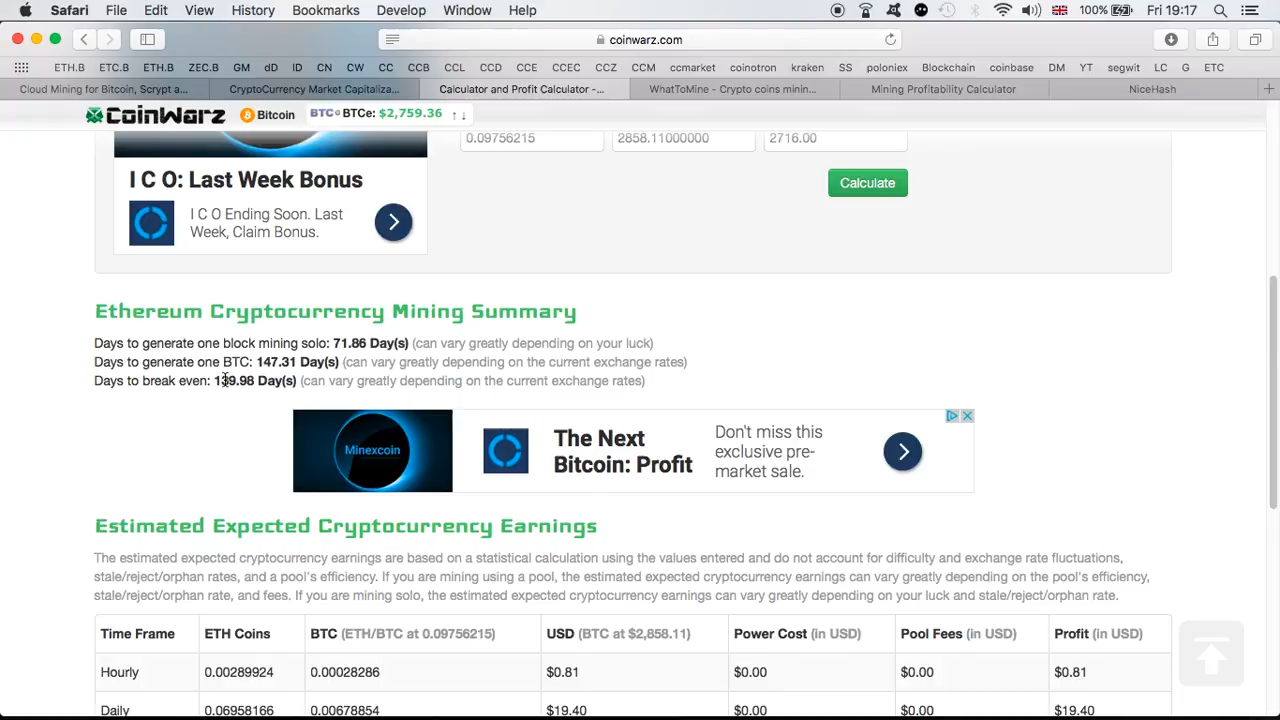 Safari File Edit View History Bookmarks Develop Window Help 100% Fri 19:17
coinwarz.com
ETH.B ETC.B ETH.B ZEC.B GM dD ID CN CW CC CCB CCL CCD CCE CCEC CCZ CCM ccmarket coinotron kraken SS poloniex Blockchain coinbase DM YT segwit LC G ETC
Cloud Mining for Bitcoin, Scrypt a... CryptoCurrency Market Capitaliza... Calculator and Profit Calculator -... WhatToMine - Crypto coins minin... Mining Profitability Calculator NiceHash +
CoinWarz Bitcoin BTC-e BTCe: $2,759.36 ↑↓
0.09756215 2858.11000000 2716.00
I C O: Last Week Bonus
Calculate
I C O Ending Soon. Last
Week, Claim Bonus.
Ethereum Cryptocurrency Mining Summary
Days to generate one block mining solo: 71.86 Day(s) (can vary greatly depending on your luck)
Days to generate one BTC: 147.31 Day(s) (can vary greatly depending on the current exchange rates)
Days to break even: 139.98 Day(s) (can vary greatly depending on the current exchange rates)
Minexcoin
The Next
Bitcoin: Profit
Don't miss this
exclusive pre-
market sale.
Estimated Expected Cryptocurrency Earnings
The estimated expected cryptocurrency earnings are based on a statistical calculation using the values entered and do not account for difficulty and exchange rate fluctuations,
stale/reject/orphan rates, and a pool's efficiency. If you are mining using a pool, the estimated expected cryptocurrency earnings can vary greatly depending on the pool's efficiency,
stale/reject/orphan rate, and fees. If you are mining solo, the estimated expected cryptocurrency earnings can vary greatly depending on your luck and stale/reject/orphan rate.
Time Frame ETH Coins BTC (ETH/BTC at 0.09756215) USD (BTC at $2,858.11) Power Cost (in USD) Pool Fees (in USD) Profit (in USD)
Hourly 0.00289924 0.00028286 $0.81 $0.00 $0.00 $0.81
Daily 0.06958166 0.00678854 $19.40 $0.00 $0.00 $19.40